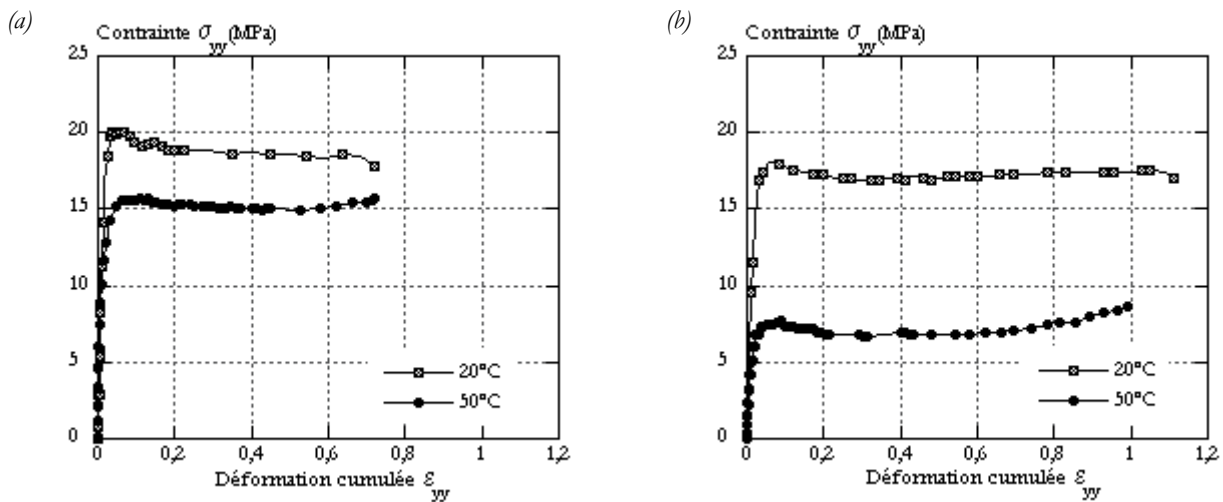 (a)
Contrainte σyy (MPa)
25
20
15
10
5
0
0
0,2
0,4
0,6
0,8
1
1,2
20°C
50°C
Déformation cumulée εyy
(b)
Contrainte σyy (MPa)
25
20
15
10
5
0
0
0,2
0,4
0,6
0,8
1
1,2
20°C
50°C
Déformation cumulée εyy